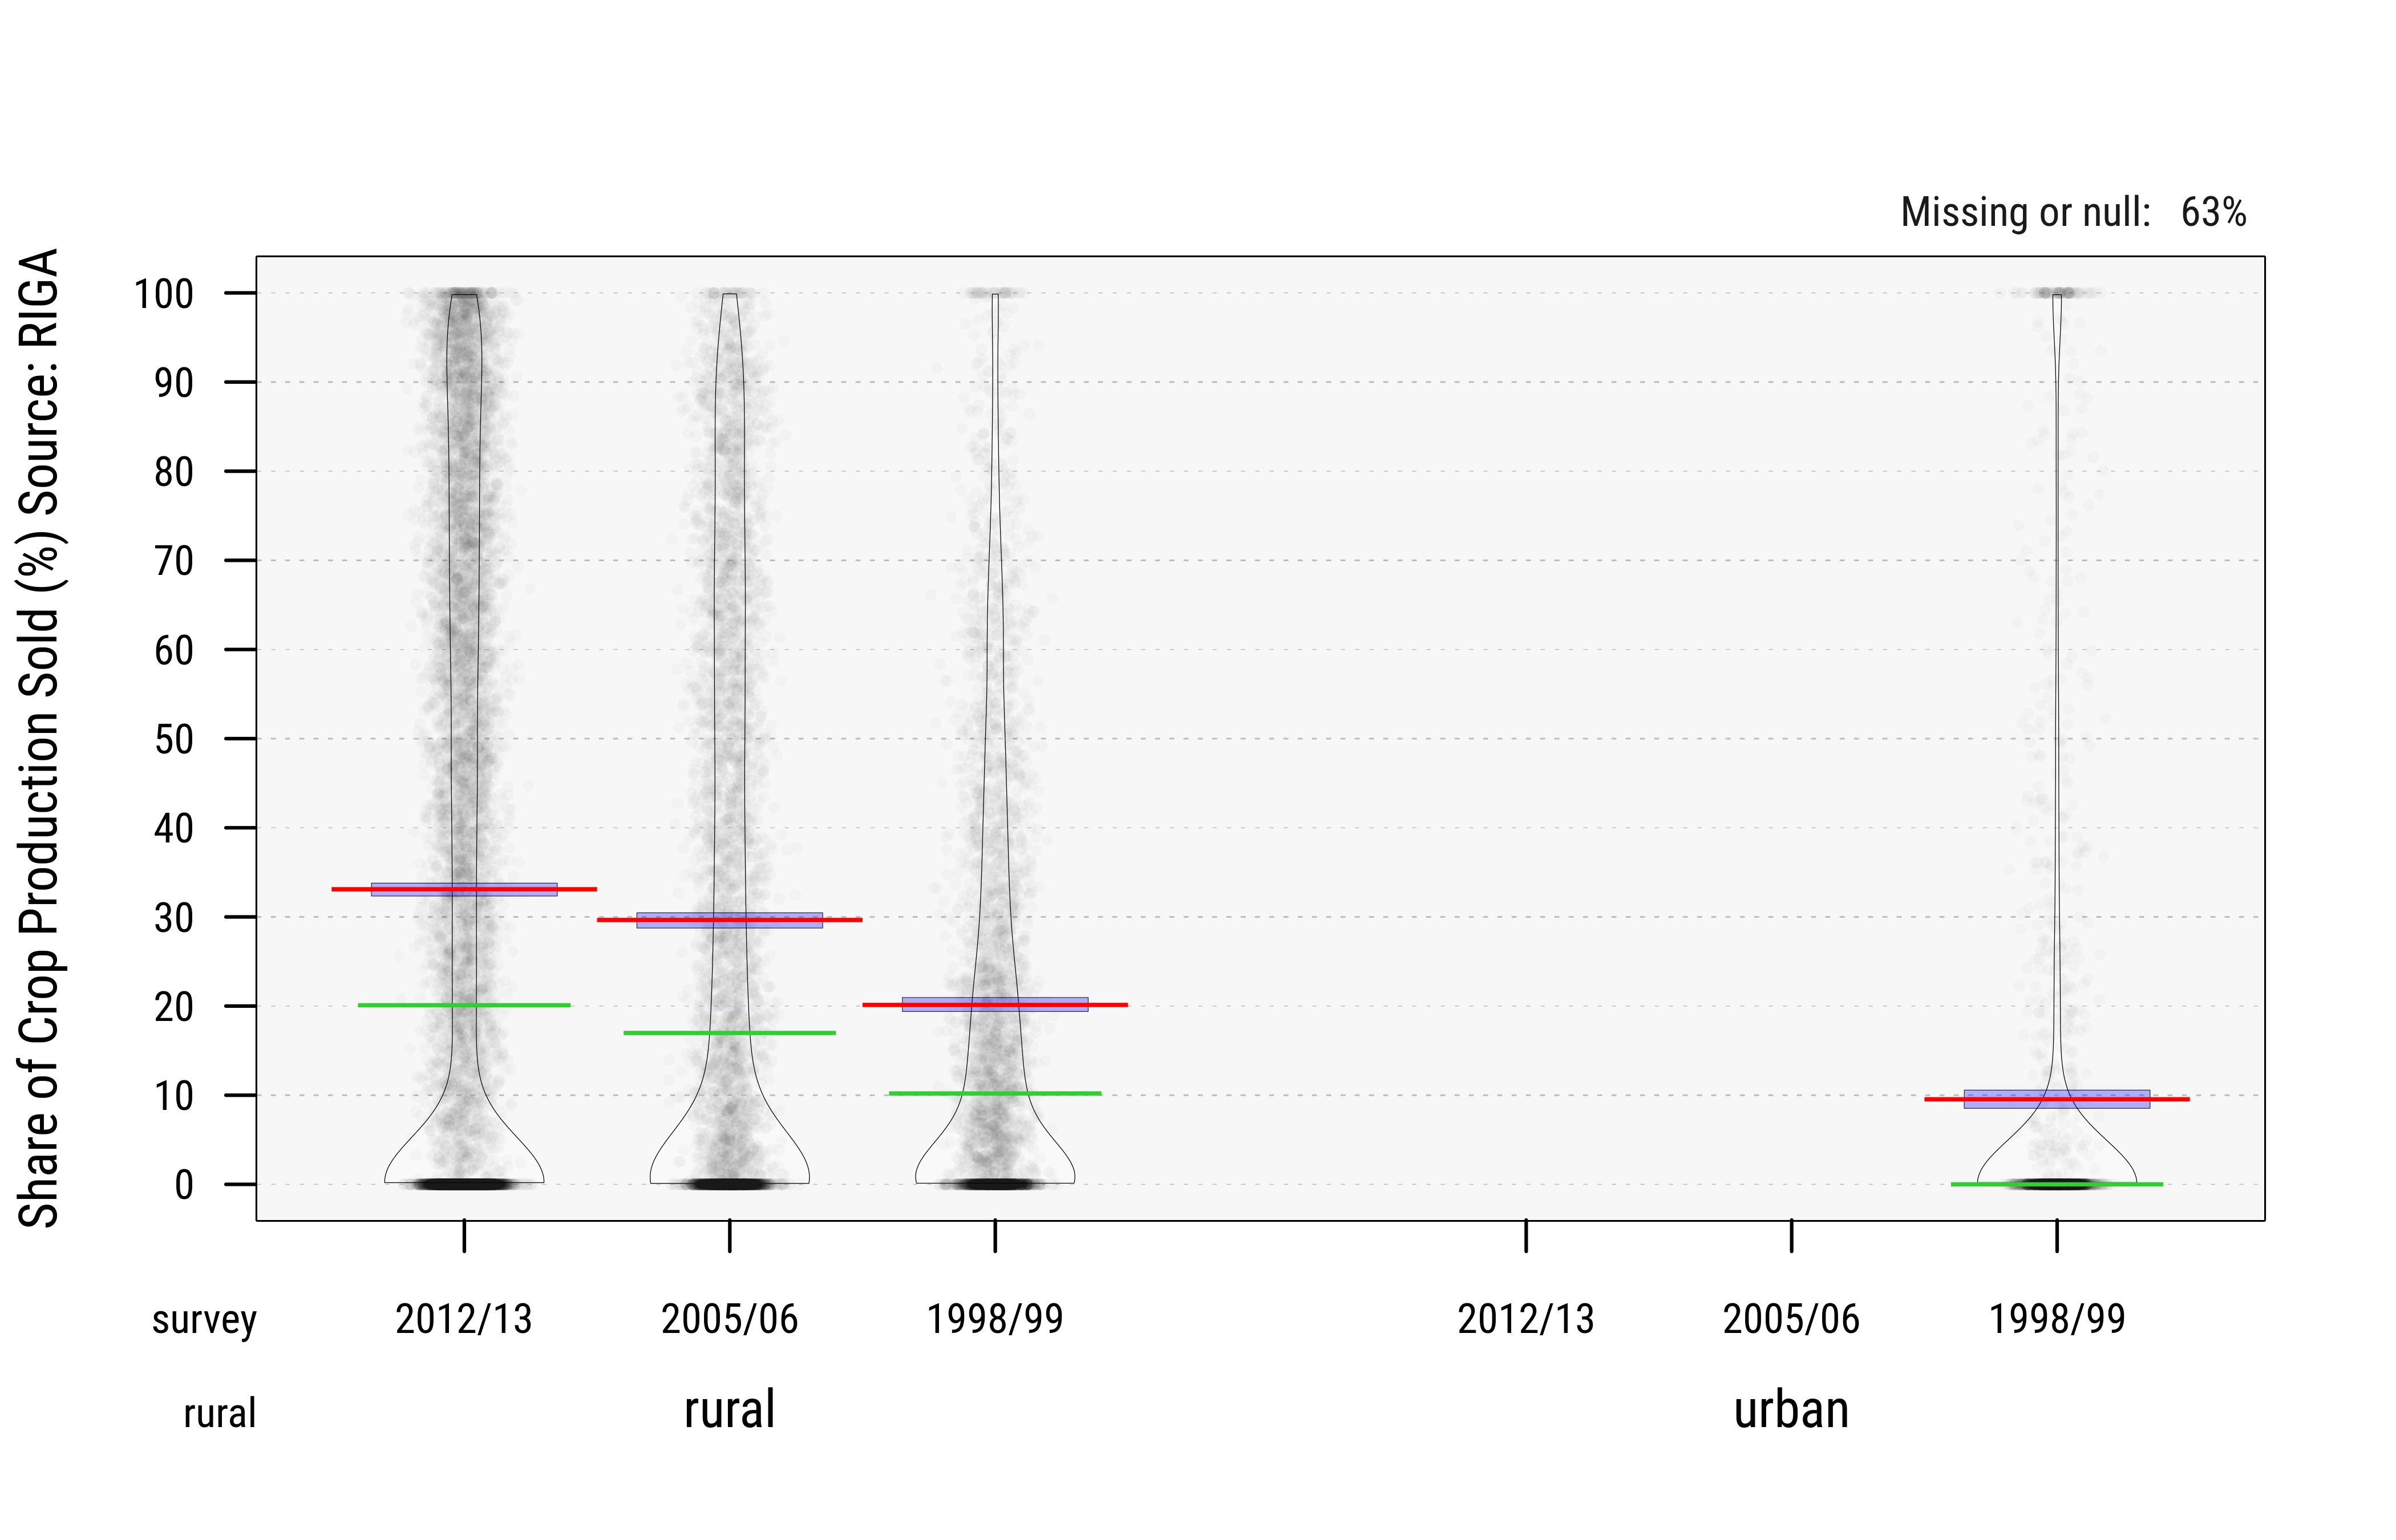 Missing or null: 63%
Share of Crop Production Sold (%) Source: RIGA
100
90
80
70
60
50
40
30
20
10
0
survey 2012/13 2005/06 1998/99 2012/13 2005/06 1998/99
rural rural urban